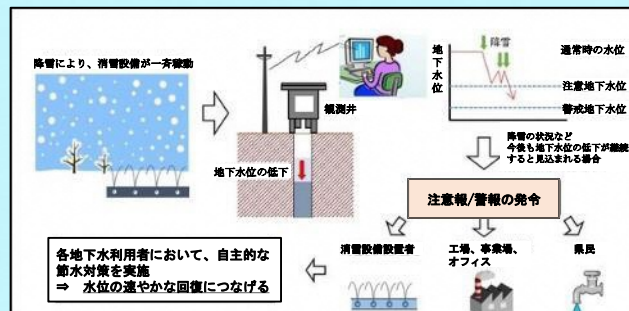 降雪により、消雪設備が一斉稼動
観測井
地下水位の低下
地下水位
降雪
通常時の水位
注意地下水位
警戒地下水位
降雪の状況など
今後も地下水位の低下が継続
すると見込まれる場合
注意報/警報の発令
消雪設備設置者
工場、事業場、
オフィス
県民
各地下水利用者において、自主的な
節水対策を実施
⇒ 水位の速やかな回復につなげる